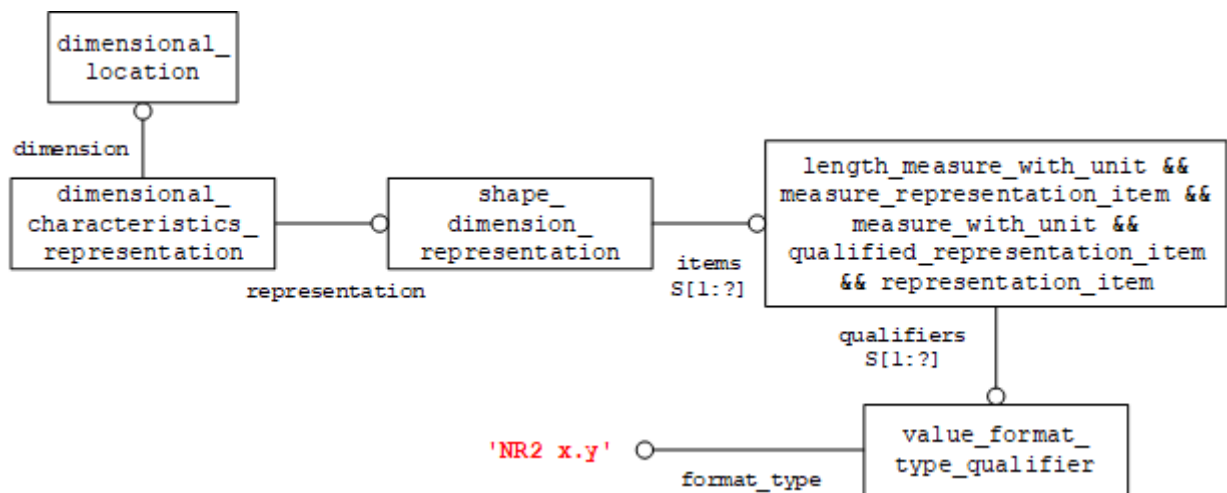 dimensional_
location
dimension
dimensional_
characteristics_
representation
representation
shape_
dimension_
representation
items
S[1:?]
length_measure_with_unit &&
measure_representation_item &&
measure_with_unit &&
qualified_representation_item
&& representation_item
qualifiers
S[1:?]
value_format_
type_qualifier
format_type
'NR2 x.y'